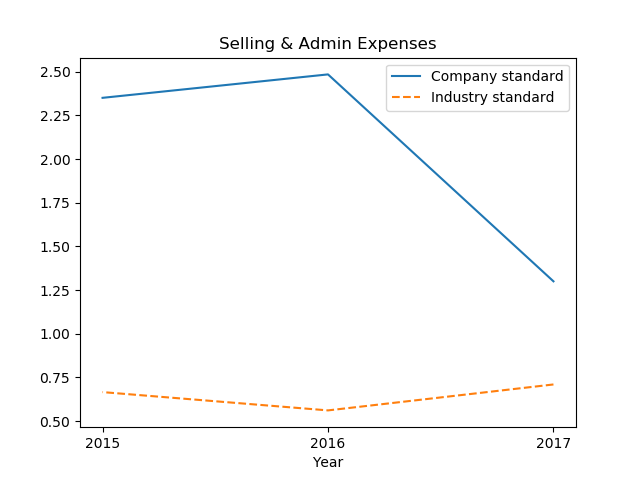 Selling & Admin Expenses
Company standard
Industry standard
2.50
2.25
2.00
1.75
1.50
1.25
1.00
0.75
0.50
2015 2016 2017
Year